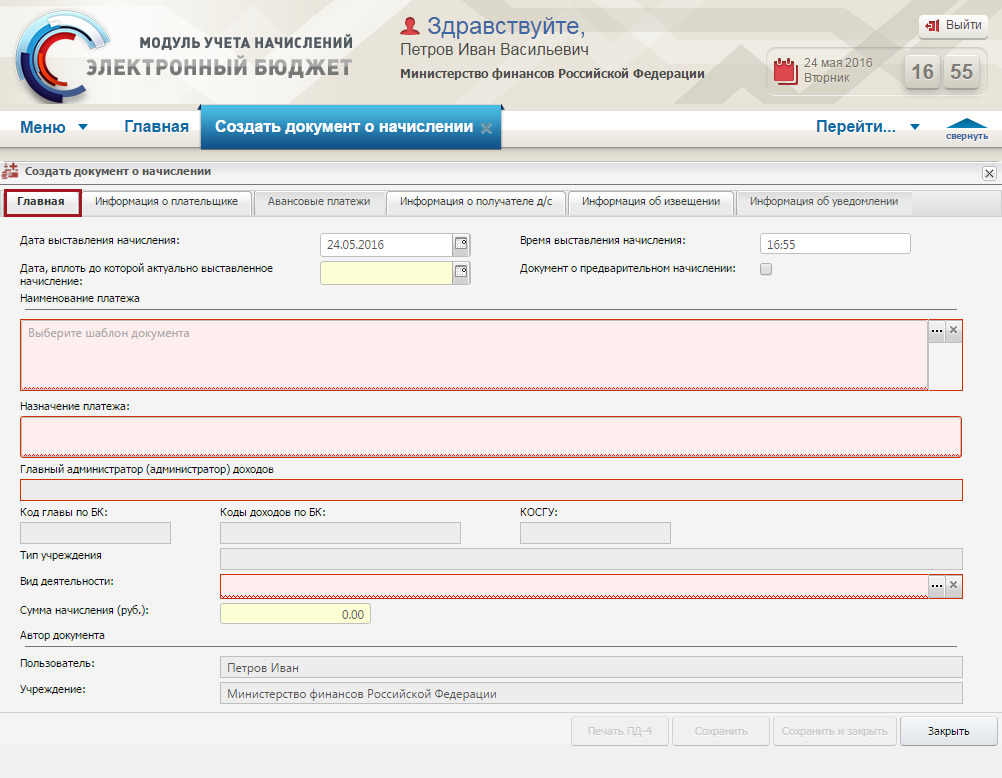 МОДУЛЬ УЧЕТА НАЧИСЛЕНИЙ
ЭЛЕКТРОННЫЙ БЮДЖЕТ
Здравствуйте,
Петров Иван Васильевич
Министерство финансов Российской Федерации
Выйти
24 мая 2016
Вторник
16 55
Меню Главная Создать документ о начислении Перейти... свернуть
Создать документ о начислении
Главная Информация о плательщике Авансовые платежи Информация о получателе д/с Информация об извещении Информация об уведомлении
Дата выставления начисления: 24.05.2016 Время выставления начисления: 16:55
Дата, вплоть до которой актуально выставленное
начисление:
Документ о предварительном начислении:
Наименование платежа
Выберите шаблон документа ...
Назначение платежа:
Главный администратор (администратор) доходов
Код главы по БК: Коды доходов по БК: КОСГУ:
Тип учреждения
Вид деятельности: ...
Сумма начисления (руб.): 0.00
Автор документа
Пользователь: Петров Иван
Учреждение: Министерство финансов Российской Федерации
Печать ПД-4 Сохранить Сохранить и закрыть Закрыть